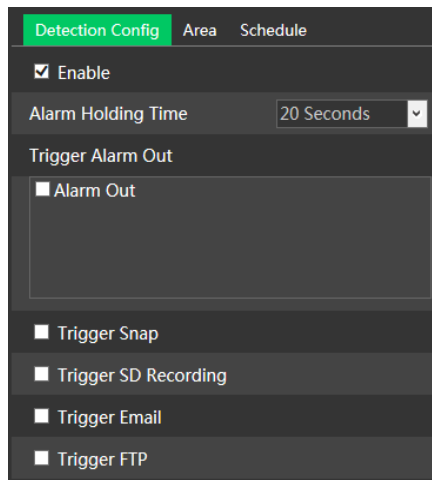 Detection Config Area Schedule
Enable
Alarm Holding Time 20 Seconds
Trigger Alarm Out
Alarm Out
Trigger Snap
Trigger SD Recording
Trigger Email
Trigger FTP